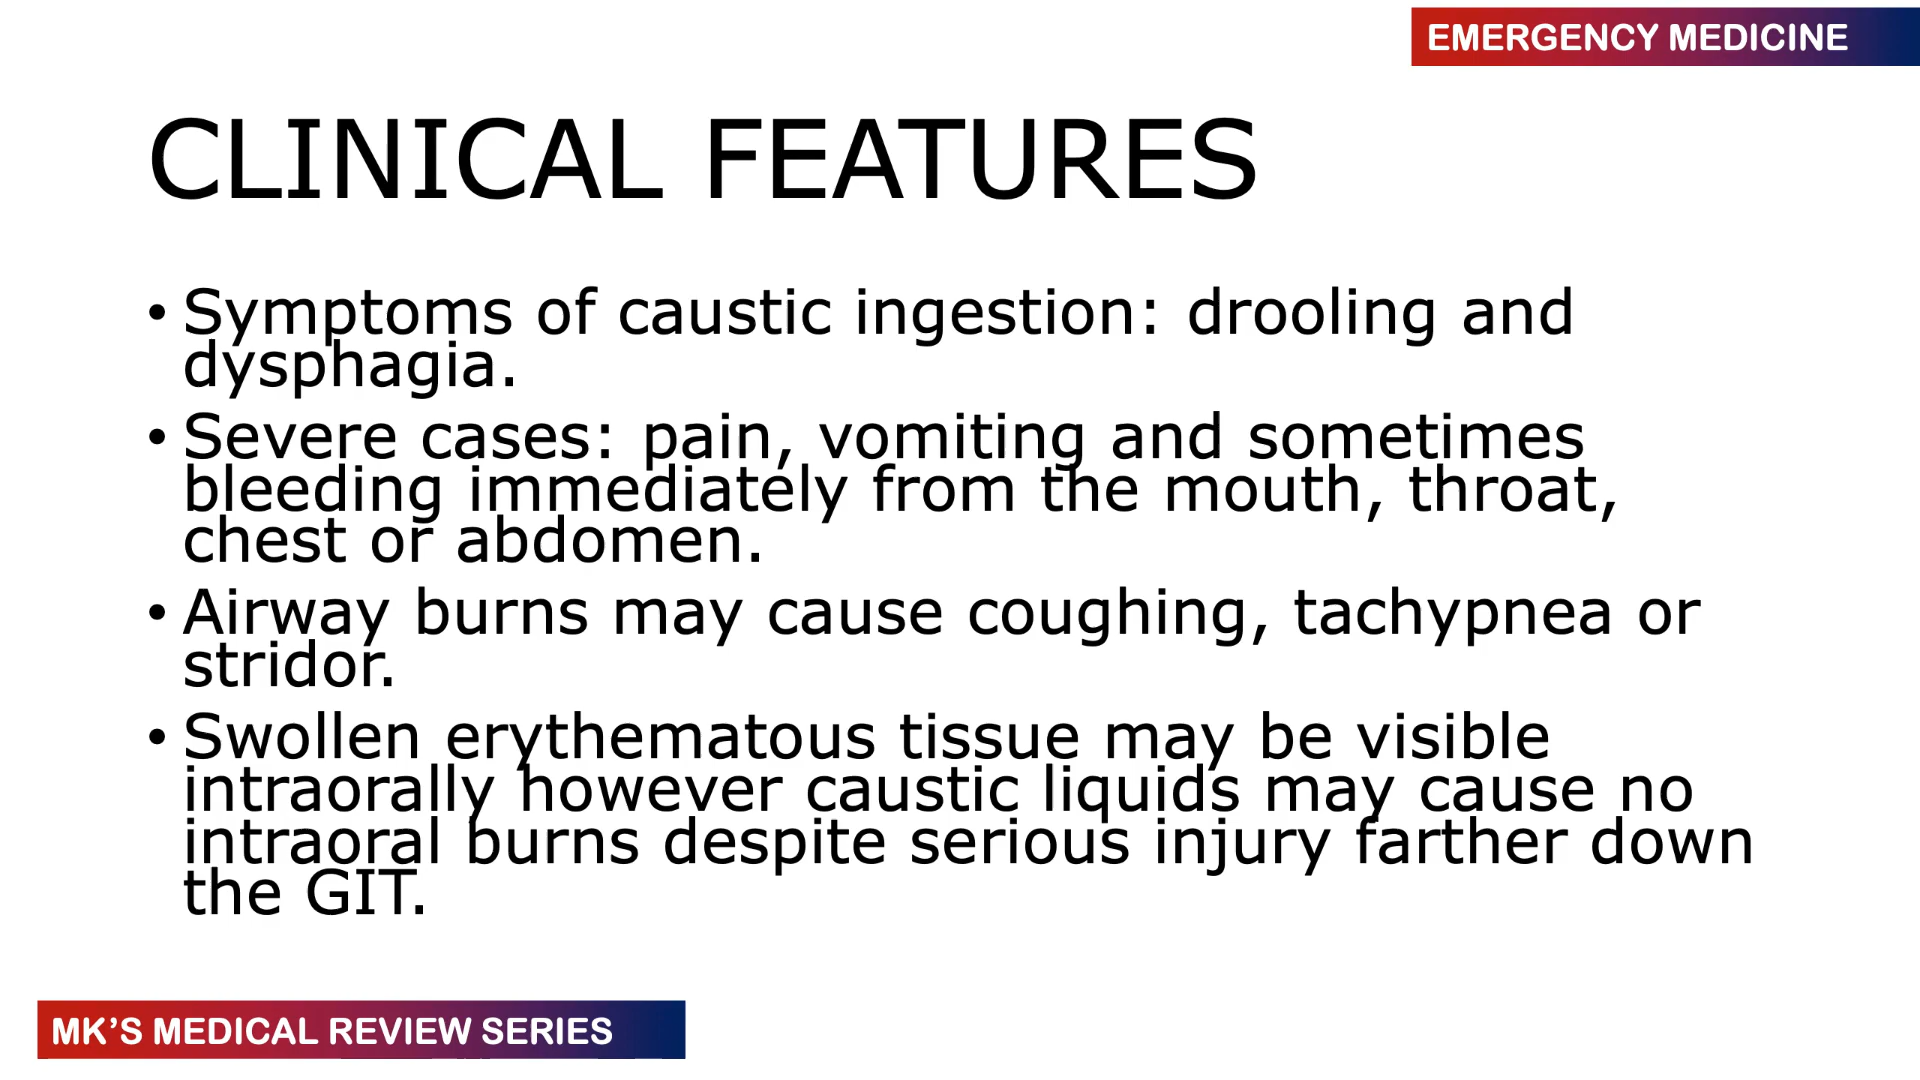 EMERGENCY MEDICINE
CLINICAL FEATURES
• Symptoms of caustic ingestion: drooling and
dysphagia.
• Severe cases: pain, vomiting and sometimes
bleeding immediately from the mouth, throat,
chest or abdomen.
• Airway burns may cause coughing, tachypnea or
stridor.
• Swollen erythematous tissue may be visible
intraorally however caustic liquids may cause no
intraoral burns despite serious injury farther down
the GIT.
MK’S MEDICAL REVIEW SERIES